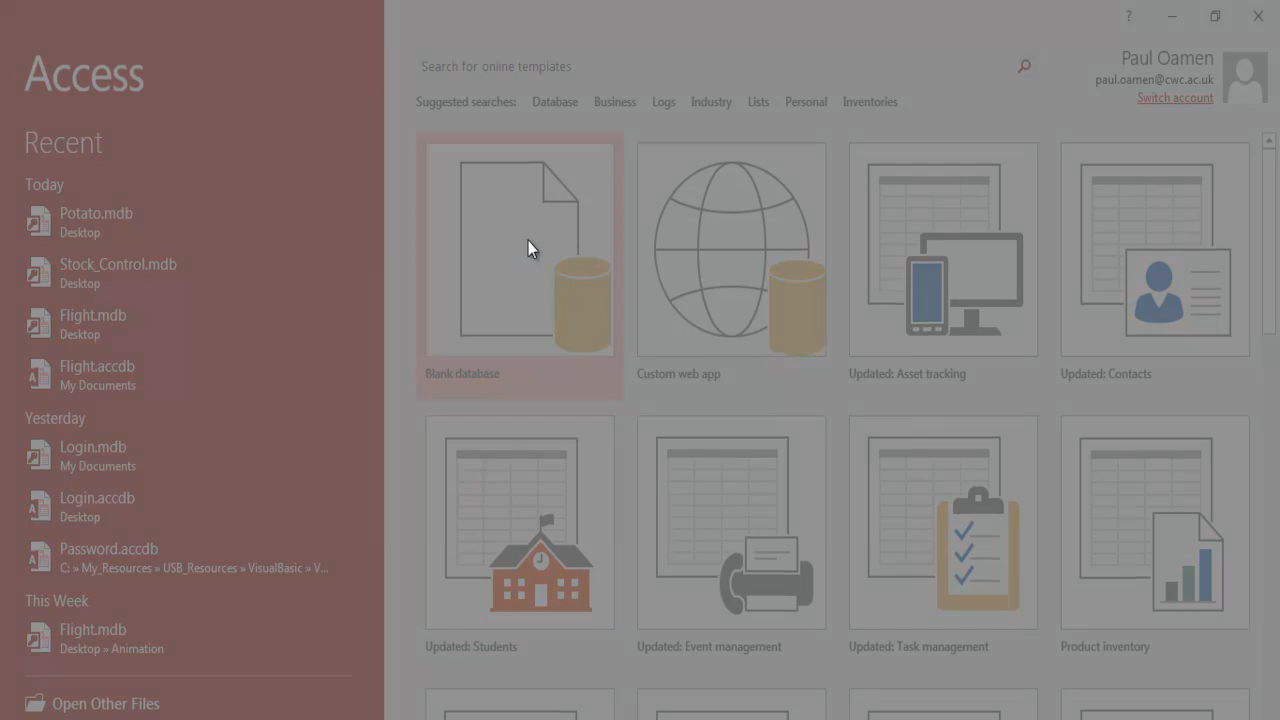 Access
Recent
Today
Potato.mdb
Desktop
Stock_Control.mdb
Desktop
Flight.mdb
Desktop
Flight.accdb
My Documents
Yesterday
Login.mdb
My Documents
Login.accdb
Desktop
Password.accdb
C: » My_Resources » USB_Resources » VisualBasic » V...
This Week
Flight.mdb
Desktop » Animation
Open Other Files
?
Search for online templates
Paul Oamen
paul.oamen@cwc.ac.uk
Switch account
Suggested searches: Database Business Logs Industry Lists Personal Inventories
Blank database
Custom web app
Updated: Asset tracking
Updated: Contacts
Updated: Students
Updated: Event management
Updated: Task management
Product inventory